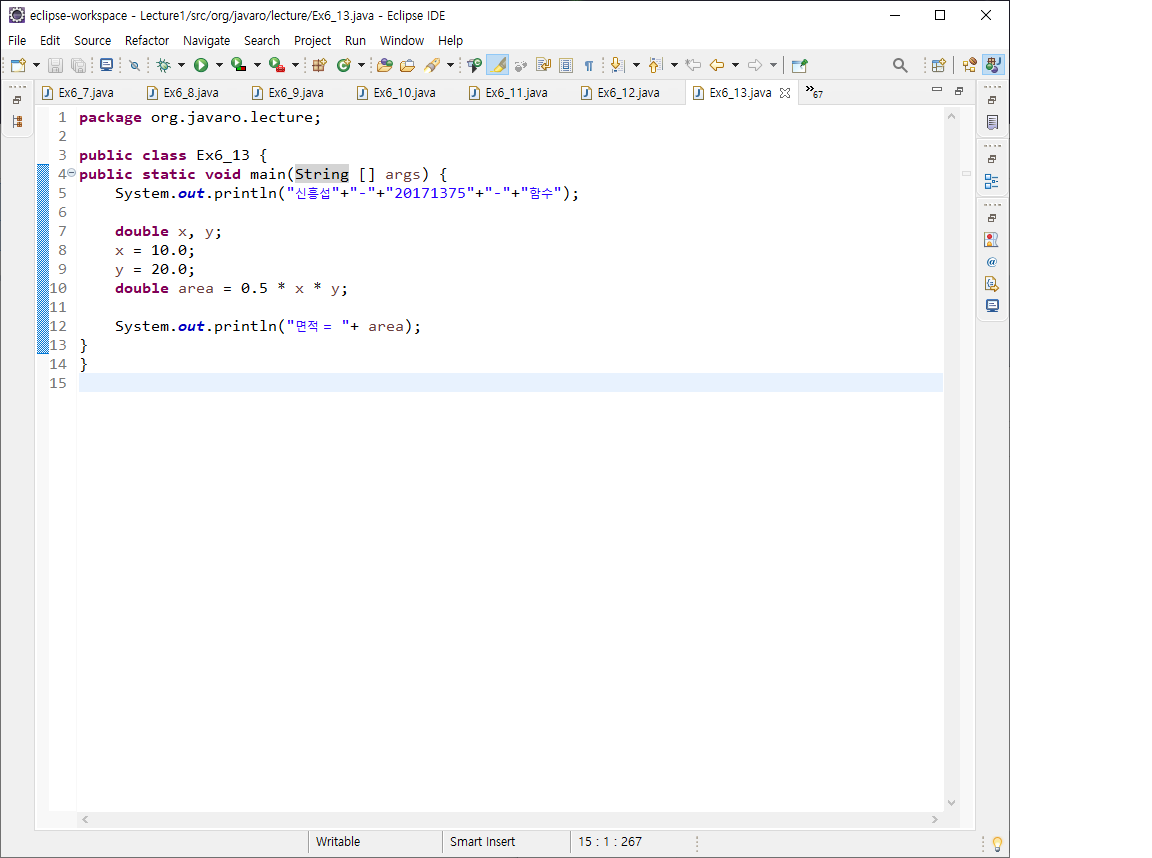 eclipse-workspace - Lecture1/src/org/javaro/lecture/Ex6_13.java - Eclipse IDE
File Edit Source Refactor Navigate Search Project Run Window Help
Ex6_7.java Ex6_8.java Ex6_9.java Ex6_10.java Ex6_11.java Ex6_12.java Ex6_13.java »67
1 package org.javaro.lecture;
2
3 public class Ex6_13 {
4 public static void main(String [] args) {
5 System.out.println("신흥섭"+"-"+"20171375"+"-"+"함수");
6
7 double x, y;
8 x = 10.0;
9 y = 20.0;
10 double area = 0.5 * x * y;
11
12 System.out.println("면적 = "+ area);
13 }
14 }
15
Writable Smart Insert 15 : 1 : 267